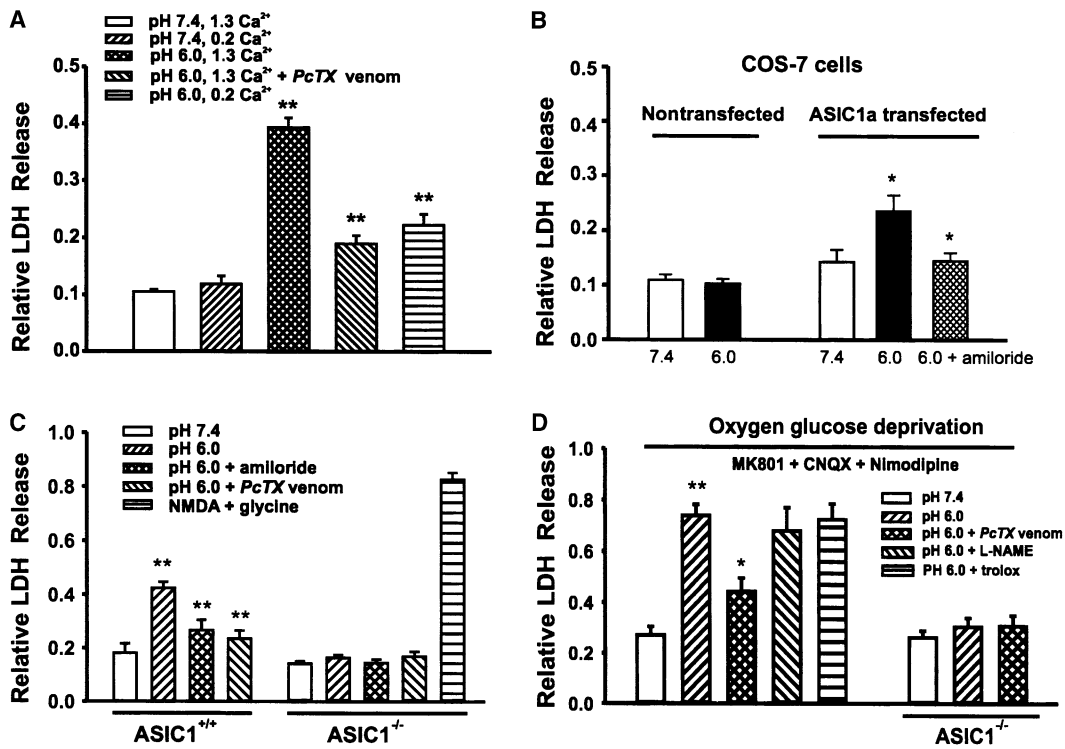 A
pH 7.4, 1.3 Ca²⁺
pH 7.4, 0.2 Ca²⁺
pH 6.0, 1.3 Ca²⁺
pH 6.0, 1.3 Ca²⁺ + PcTX venom
pH 6.0, 0.2 Ca²⁺
Relative LDH Release
0.5
0.4
0.3
0.2
0.1
0.0
**
**
**
B
COS-7 cells
Nontransfected
ASIC1a transfected
Relative LDH Release
0.5
0.4
0.3
0.2
0.1
0.0
*
*
7.4 6.0 7.4 6.0 6.0 + amiloride
C
pH 7.4
pH 6.0
pH 6.0 + amiloride
pH 6.0 + PcTX venom
NMDA + glycine
Relative LDH Release
1.0
0.8
0.6
0.4
0.2
0.0
**
**
**
ASIC1⁺/⁺ ASIC1⁻/⁻
D
Oxygen glucose deprivation
MK801 + CNQX + Nimodipine
pH 7.4
pH 6.0
pH 6.0 + PcTX venom
pH 6.0 + L-NAME
PH 6.0 + trolox
Relative LDH Release
1.0
0.8
0.6
0.4
0.2
0.0
**
*
ASIC1⁻/⁻